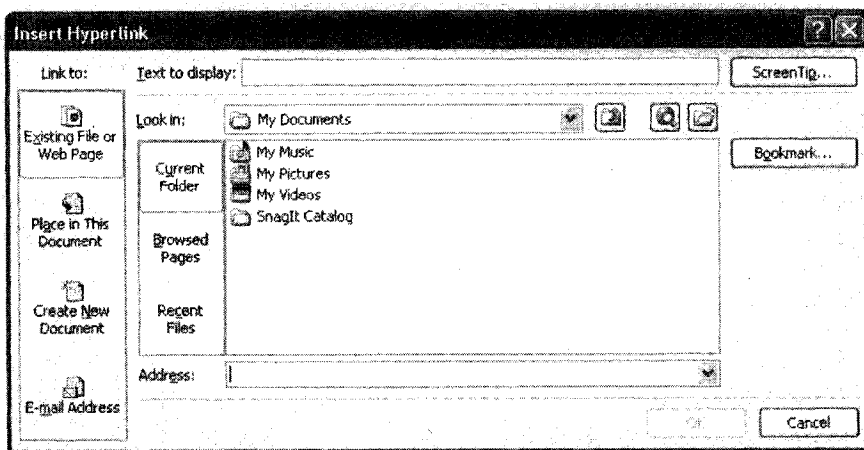 Insert Hyperlink
Link to:
Text to display:
ScreenTip...
Existing File or
Web Page
Look in:
My Documents
Bookmark...
Current
Folder
My Music
My Pictures
My Videos
SnagIt Catalog
Place in This
Document
Browsed
Pages
Create New
Document
Recent
Files
E-mail Address
Address:
Cancel